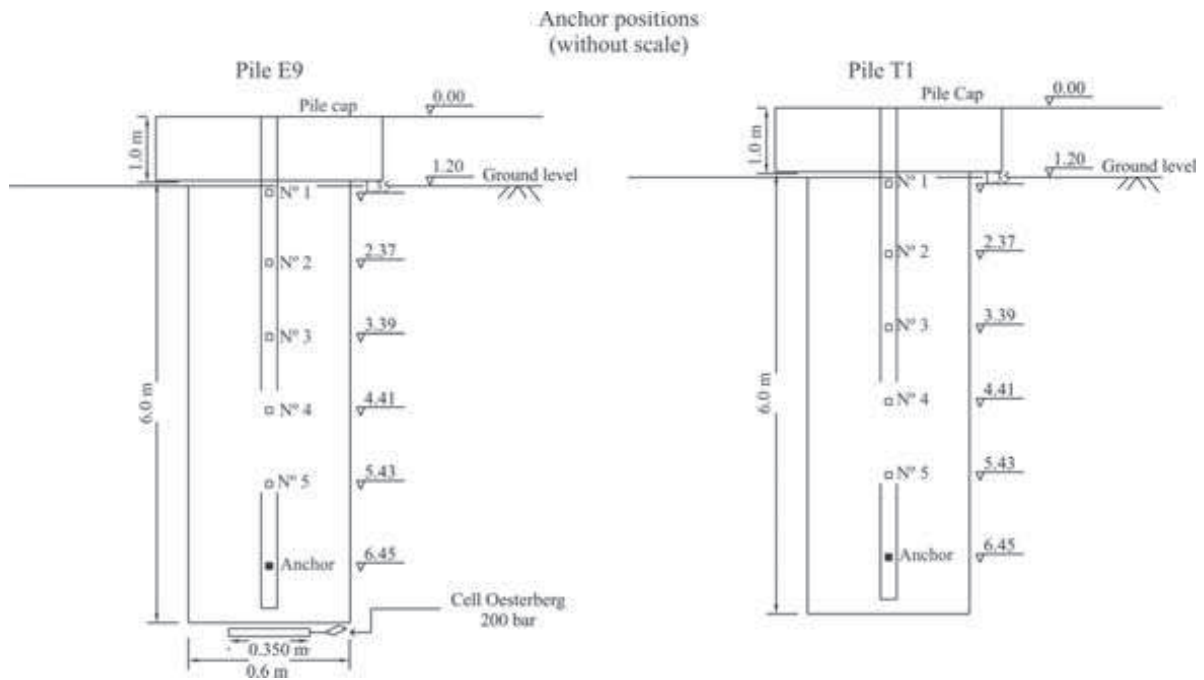 Anchor positions
(without scale)
Pile E9
Pile cap
0.00
1.0 m
1.20
Ground level
Nº 1
Nº 2
2.37
Nº 3
3.39
6.0 m
Nº 4
4.41
Nº 5
5.43
Anchor
6.45
Cell Oesterberg
200 bar
0.350 m
0.6 m
Pile T1
Pile Cap
0.00
1.0 m
1.20
Ground level
Nº 1
Nº 2
2.37
Nº 3
3.39
6.0 m
Nº 4
4.41
Nº 5
5.43
Anchor
6.45